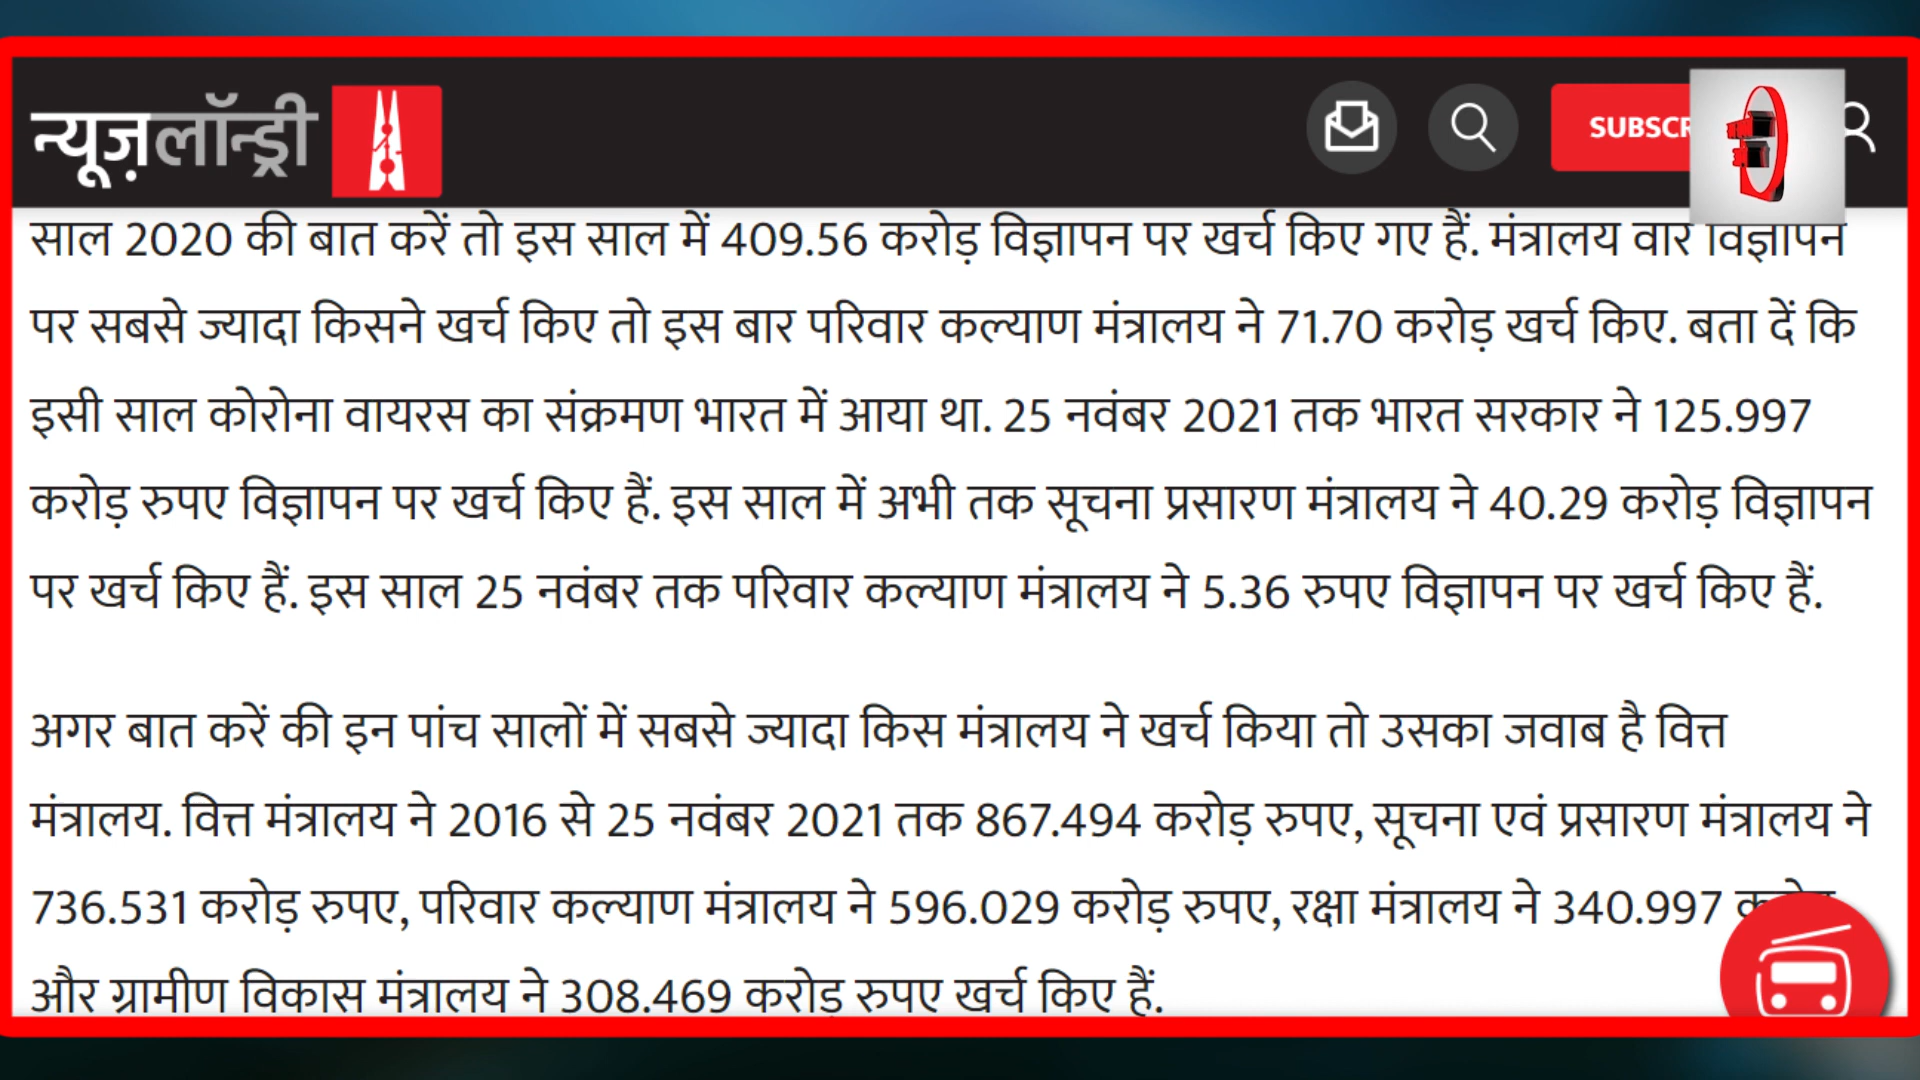 न्यूज़लॉन्ड्री
SUBSCR
साल 2020 की बात करें तो इस साल में 409.56 करोड़ विज्ञापन पर खर्च किए गए हैं. मंत्रालय वार विज्ञापन
पर सबसे ज्यादा किसने खर्च किए तो इस बार परिवार कल्याण मंत्रालय ने 71.70 करोड़ खर्च किए. बता दें कि
इसी साल कोरोना वायरस का संक्रमण भारत में आया था. 25 नवंबर 2021 तक भारत सरकार ने 125.997
करोड़ रुपए विज्ञापन पर खर्च किए हैं. इस साल में अभी तक सूचना प्रसारण मंत्रालय ने 40.29 करोड़ विज्ञापन
पर खर्च किए हैं. इस साल 25 नवंबर तक परिवार कल्याण मंत्रालय ने 5.36 रुपए विज्ञापन पर खर्च किए हैं.
अगर बात करें की इन पांच सालों में सबसे ज्यादा किस मंत्रालय ने खर्च किया तो उसका जवाब है वित्त
मंत्रालय. वित्त मंत्रालय ने 2016 से 25 नवंबर 2021 तक 867.494 करोड़ रुपए, सूचना एवं प्रसारण मंत्रालय ने
736.531 करोड़ रुपए, परिवार कल्याण मंत्रालय ने 596.029 करोड़ रुपए, रक्षा मंत्रालय ने 340.997 करोड़
और ग्रामीण विकास मंत्रालय ने 308.469 करोड़ रुपए खर्च किए हैं.